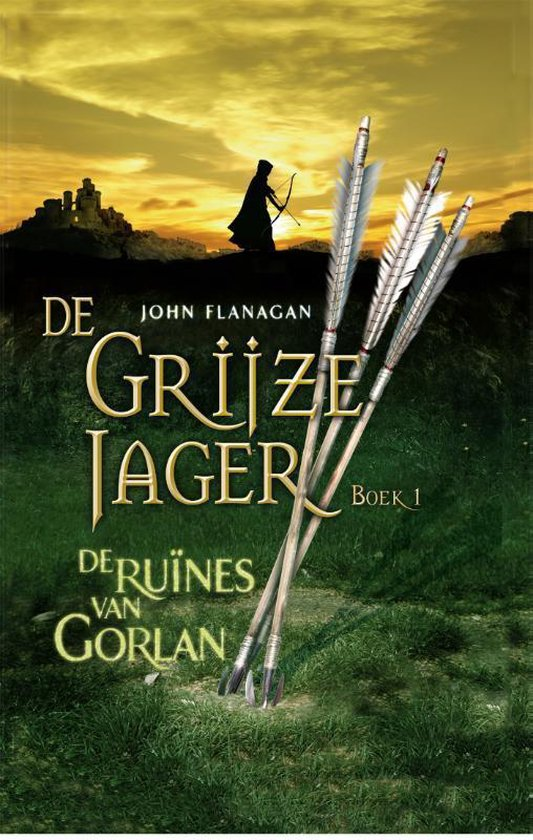 JOHN FLANAGAN
DE
GRIJZE
JAGER
BOEK 1
DE RUÏNES
VAN
GORLAN